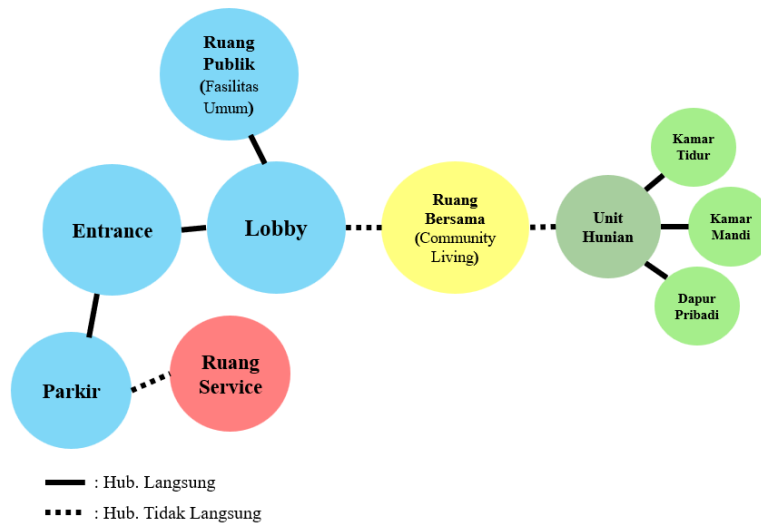 Ruang
Publik
(Fasilitas
Umum)
Entrance
Lobby
Ruang
Bersama
(Community
Living)
Unit
Hunian
Kamar
Tidur
Kamar
Mandi
Dapur
Pribadi
Parkir
Ruang
Service
: Hub. Langsung
: Hub. Tidak Langsung